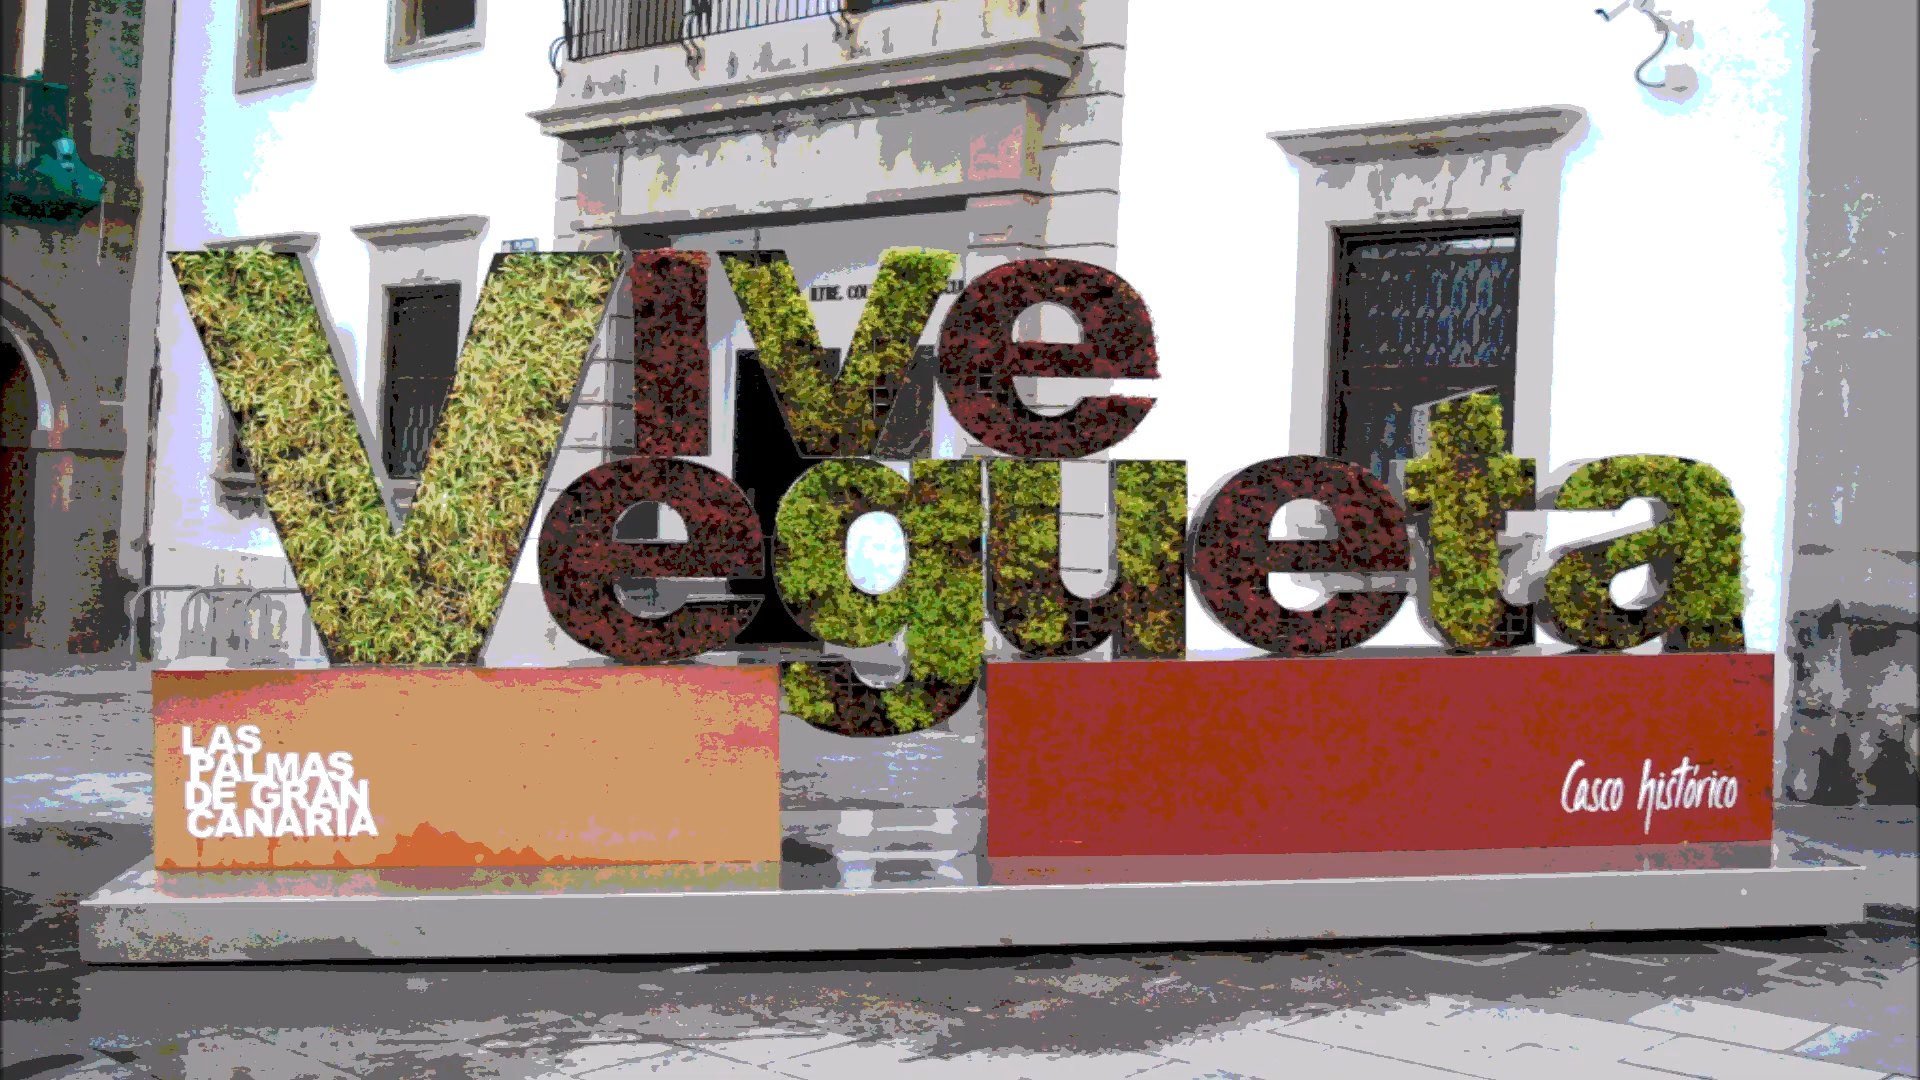 Vive
Vegueta
LAS
PALMAS
DE GRAN
CANARIA
Casco histórico